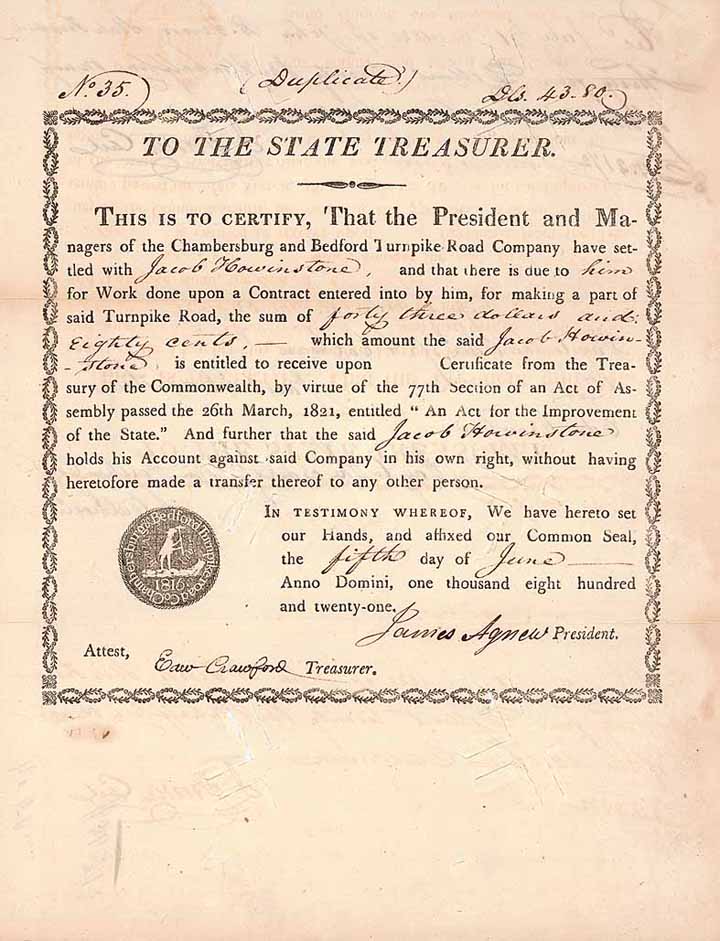 No. 35.
(Duplicate.)
Dls. 43.80.
TO THE STATE TREASURER.
THIS IS TO CERTIFY, That the President and Ma-
nagers of the Chambersburg and Bedford Turnpike Road Company have set-
tled with Jacob Howinstone, and that there is due to him
for Work done upon a Contract entered into by him, for making a part of
said Turnpike Road, the sum of forty three dollars and
Eighty cents, — which amount the said Jacob Howin-
-stone is entitled to receive upon Certificate from the Trea-
sury of the Commonwealth, by virtue of the 77th Section of an Act of As-
sembly passed the 26th March, 1821, entitled “ An Act for the Improvement
of the State.” And further that the said Jacob Howinstone
holds his Account against said Company in his own right, without having
heretofore made a transfer thereof to any other person.
IN TESTIMONY WHEREOF, We have hereto set
our Hands, and affixed our Common Seal,
the fifth day of June —
Anno Domini, one thousand eight hundred
and twenty-one.
1816
James Agnew President.
Attest,
Edw Crawford Treasurer.